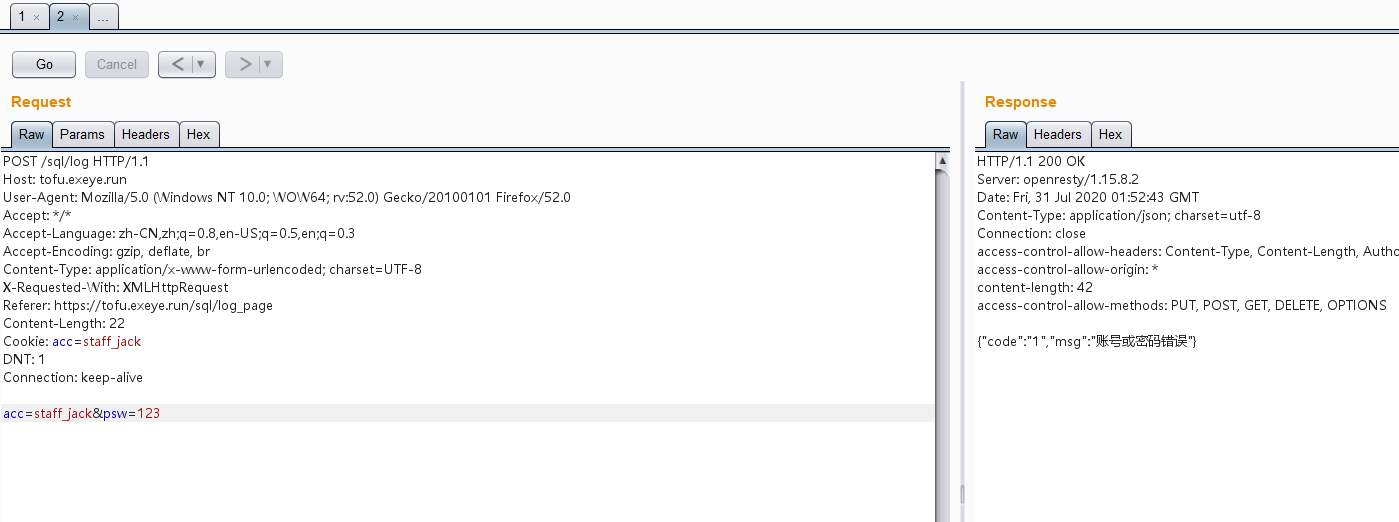 1 × 2 × ...
Go Cancel < ▼ > ▼
Request
Raw Params Headers Hex
POST /sql/log HTTP/1.1
Host: tofu.exeye.run
User-Agent: Mozilla/5.0 (Windows NT 10.0; WOW64; rv:52.0) Gecko/20100101 Firefox/52.0
Accept: */*
Accept-Language: zh-CN,zh;q=0.8,en-US;q=0.5,en;q=0.3
Accept-Encoding: gzip, deflate, br
Content-Type: application/x-www-form-urlencoded; charset=UTF-8
X-Requested-With: XMLHttpRequest
Referer: https://tofu.exeye.run/sql/log_page
Content-Length: 22
Cookie: acc=staff_jack
DNT: 1
Connection: keep-alive
acc=staff_jack&psw=123
Response
Raw Headers Hex
HTTP/1.1 200 OK
Server: openresty/1.15.8.2
Date: Fri, 31 Jul 2020 01:52:43 GMT
Content-Type: application/json; charset=utf-8
Connection: close
access-control-allow-headers: Content-Type, Content-Length, Autho
access-control-allow-origin: *
content-length: 42
access-control-allow-methods: PUT, POST, GET, DELETE, OPTIONS
{"code":"1","msg":"账号或密码错误"}